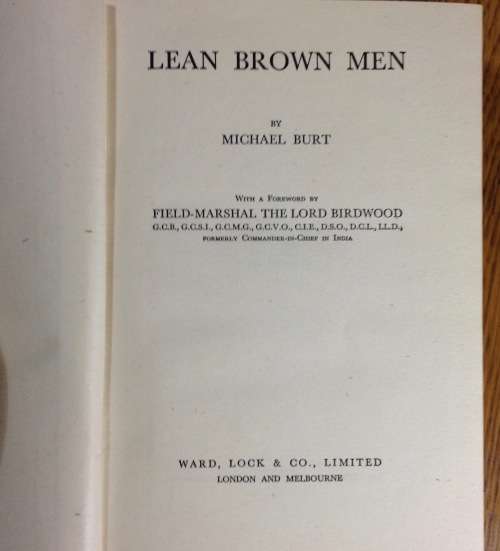 LEAN BROWN MEN
BY
MICHAEL BURT
WITH A FOREWORD BY
FIELD-MARSHAL THE LORD BIRDWOOD
G.C.B., G.C.S.I., G.C.M.G., G.C.V.O., C.I.E., D.S.O., D.C.L., LL.D.,
FORMERLY COMMANDER-IN-CHIEF IN INDIA
WARD, LOCK & CO., LIMITED
LONDON AND MELBOURNE